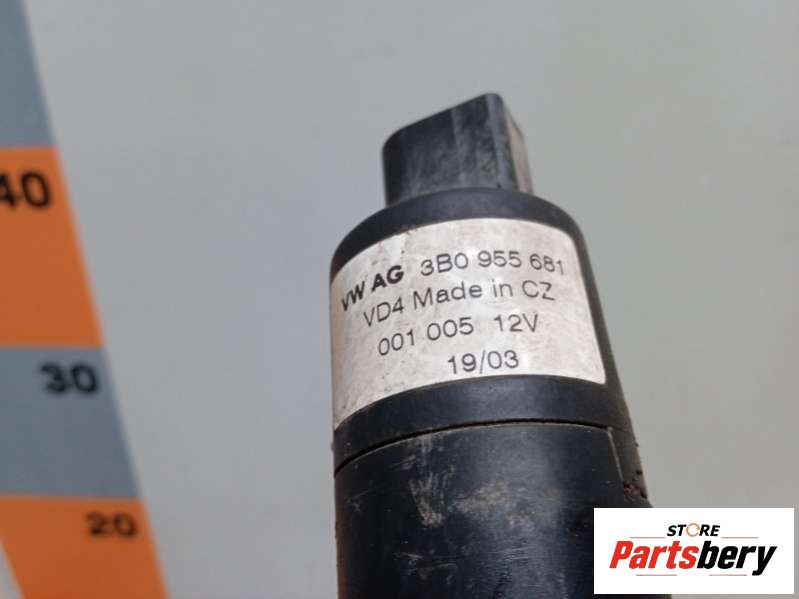 40
30
20
VW AG 3B0 955 681
VD4 Made in CZ
001 005 12V
19/03
STORE
Partsbery